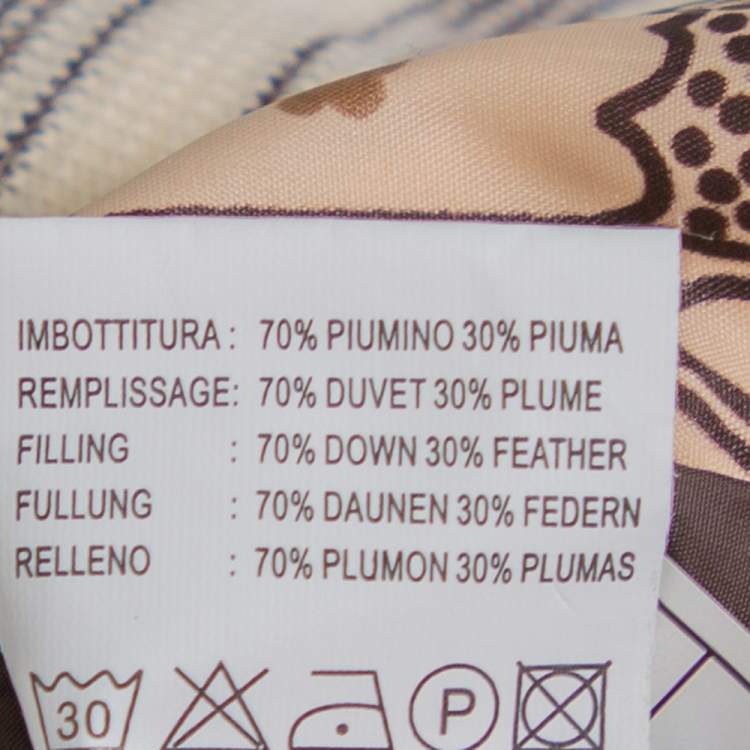 IMBOTTITURA : 70% PIUMINO 30% PIUMA
REMPLISSAGE: 70% DUVET 30% PLUME
FILLING : 70% DOWN 30% FEATHER
FULLUNG : 70% DAUNEN 30% FEDERN
RELLENO : 70% PLUMON 30% PLUMAS
30 P